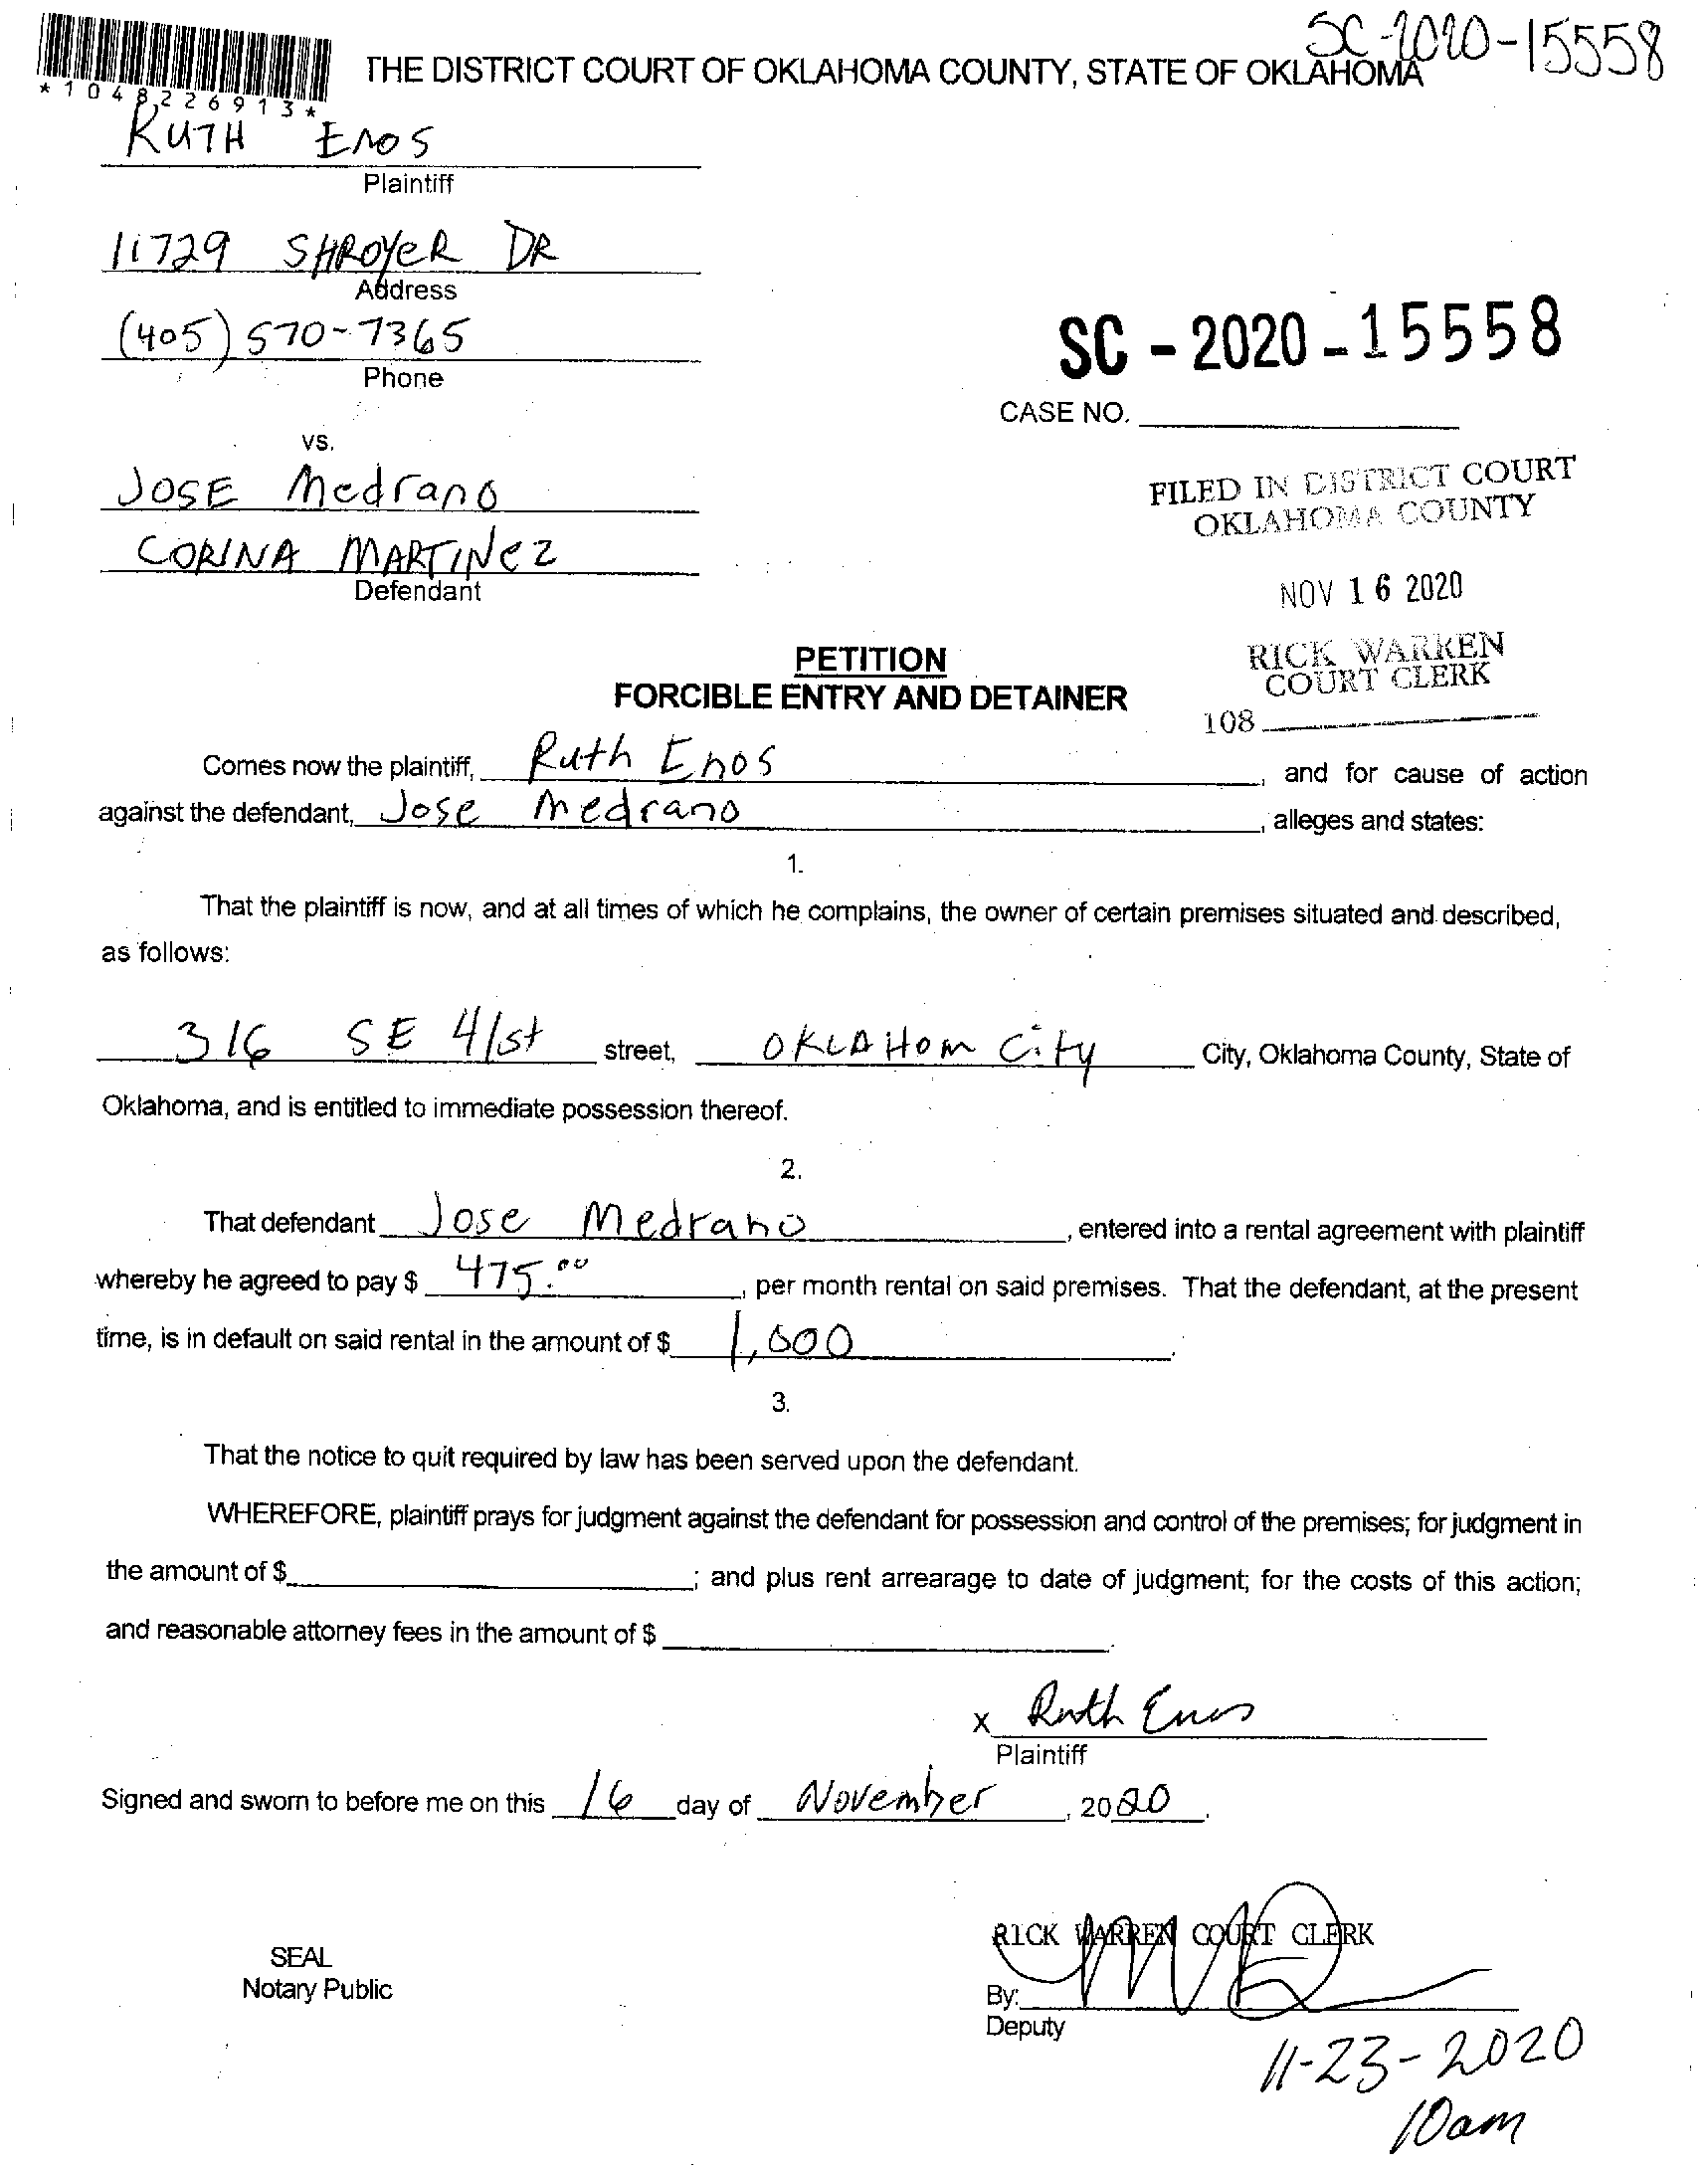 SC-2020-15558
THE DISTRICT COURT OF OKLAHOMA COUNTY, STATE OF OKLAHOMA
*1048226913*
RUTH ENOS
Plaintiff
11729 SHROYER DR
Address
(405) 570-7365
Phone
SC-2020-15558
CASE NO.
vs.
JOSE Medrano
CORINA MARTINez
Defendant
FILED IN DISTRICT COURT
OKLAHOMA COUNTY
NOV 16 2020
RICK WARREN
COURT CLERK
108
PETITION
FORCIBLE ENTRY AND DETAINER
Comes now the plaintiff, Ruth Enos, and for cause of action
against the defendant, Jose Medrano, alleges and states:
1.
That the plaintiff is now, and at all times of which he complains, the owner of certain premises situated and described,
as follows:
316 SE 41st street, OKLAHOM City City, Oklahoma County, State of
Oklahoma, and is entitled to immediate possession thereof.
2.
That defendant Jose Medrano, entered into a rental agreement with plaintiff
whereby he agreed to pay $ 475.00, per month rental on said premises. That the defendant, at the present
time, is in default on said rental in the amount of $ 1,000.
3.
That the notice to quit required by law has been served upon the defendant.
WHEREFORE, plaintiff prays for judgment against the defendant for possession and control of the premises; for judgment in
the amount of $ ; and plus rent arrearage to date of judgment; for the costs of this action;
and reasonable attorney fees in the amount of $ .
x Ruth Enos
Plaintiff
Signed and sworn to before me on this 16 day of November, 2020.
RICK WARREN COURT CLERK
SEAL
Notary Public
By:
Deputy
11-23-2020
10am